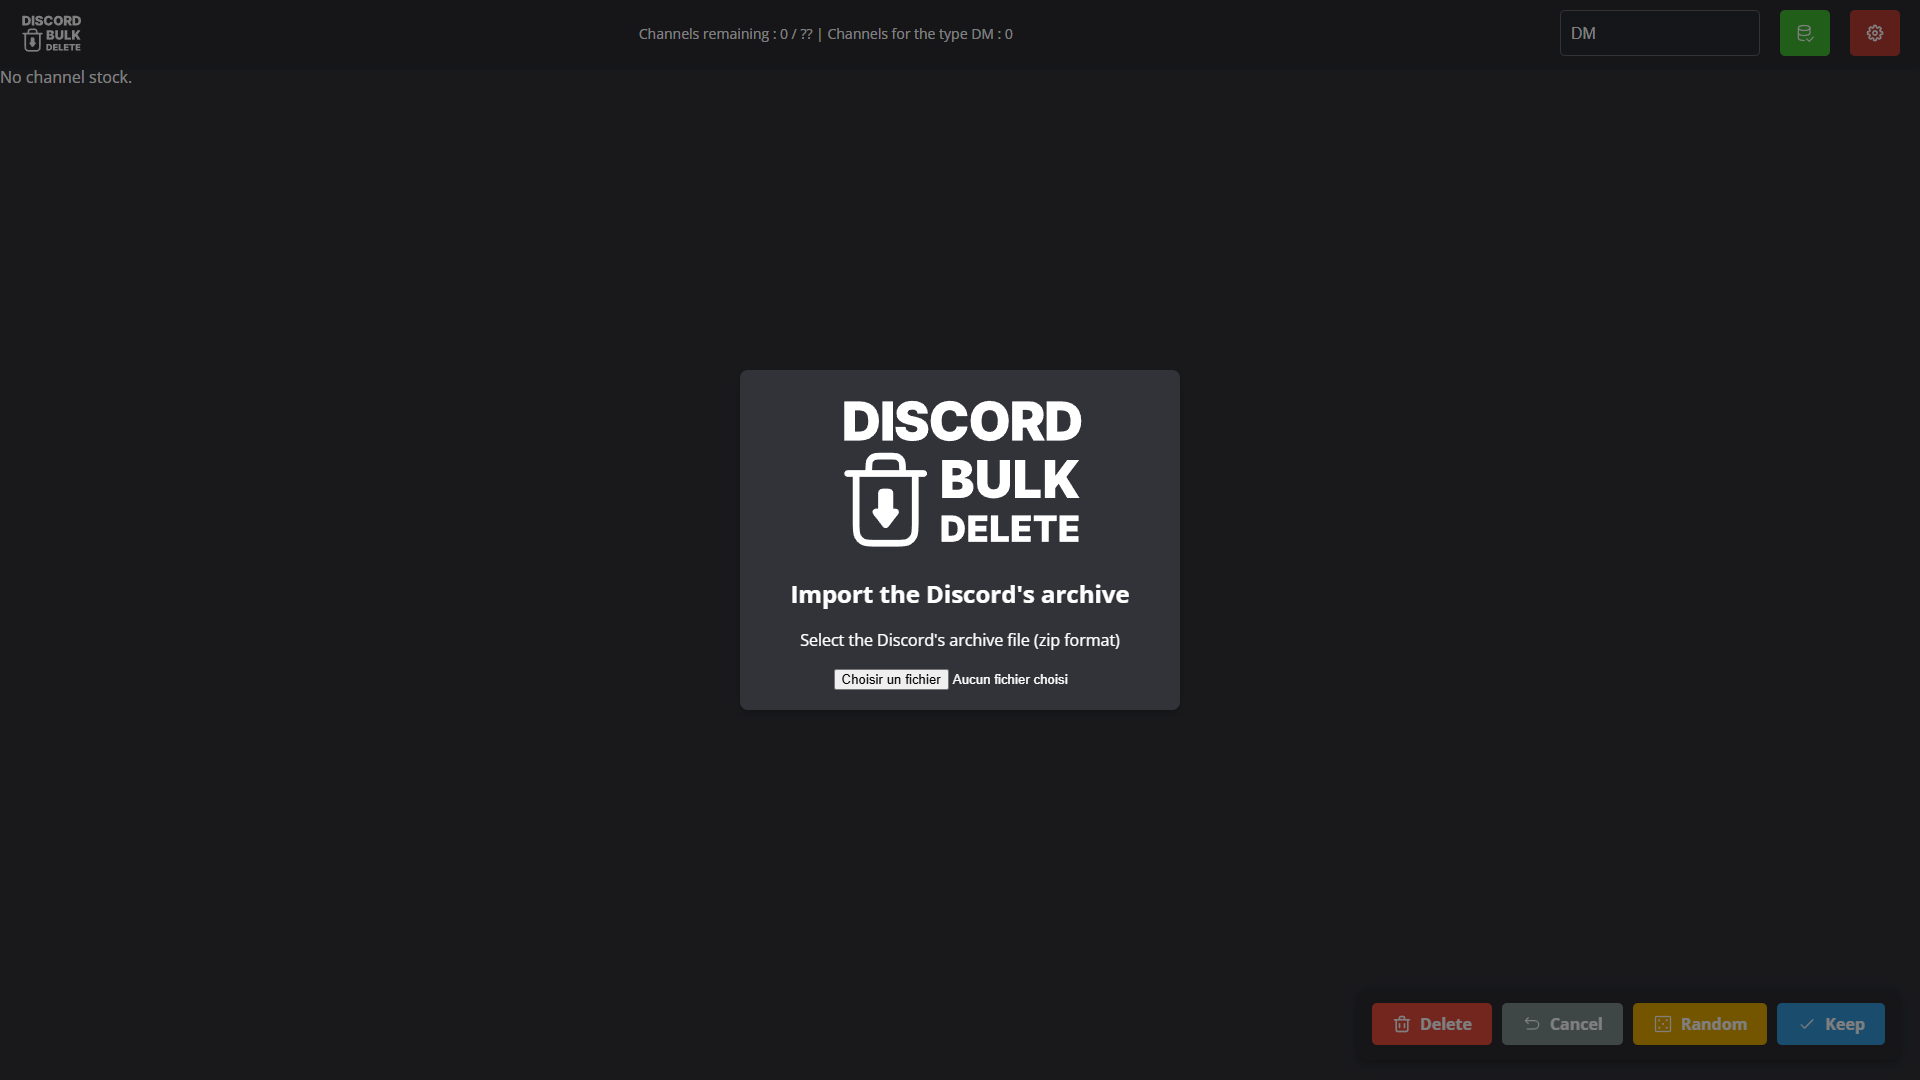 DISCORD
BULK
DELETE
Channels remaining : 0 / ?? | Channels for the type DM : 0
DM
No channel stock.
DISCORD
BULK
DELETE
Import the Discord's archive
Select the Discord's archive file (zip format)
Choisir un fichier Aucun fichier choisi
Delete
Cancel
Random
Keep